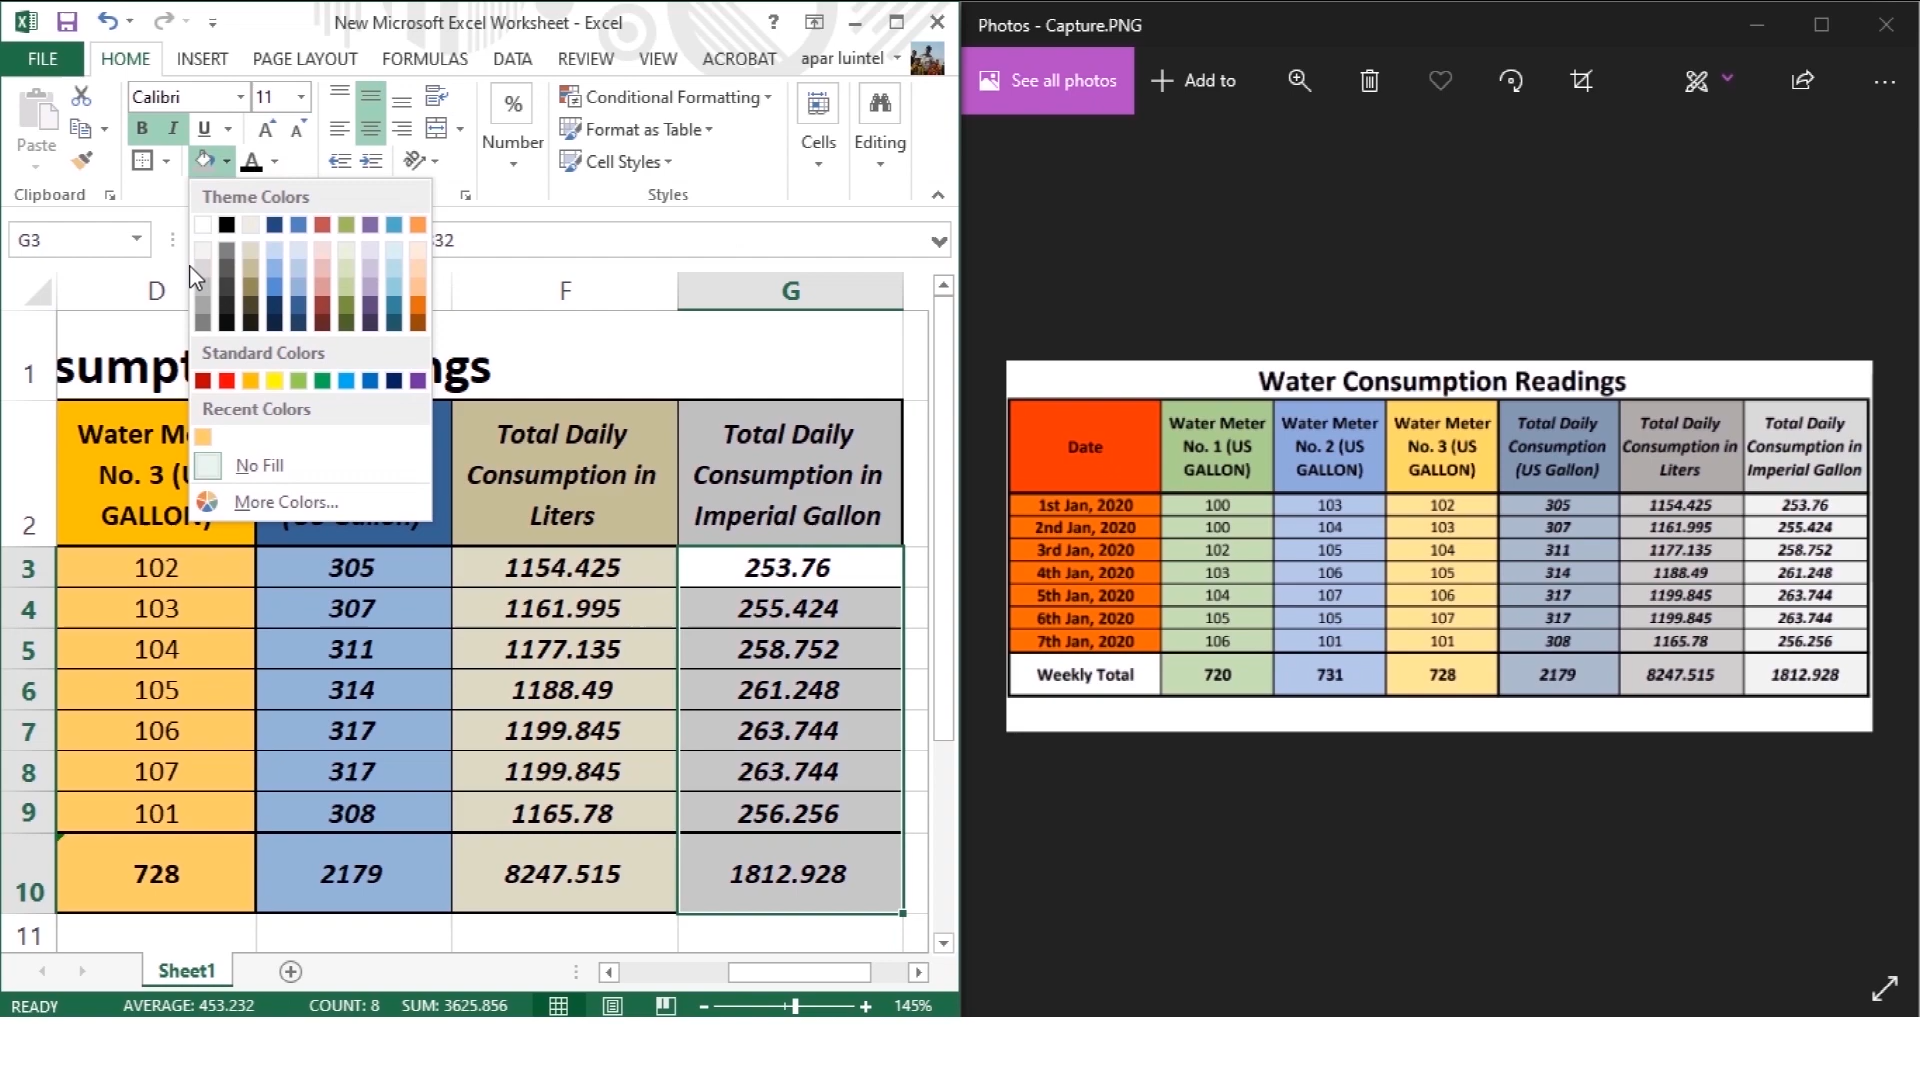 New Microsoft Excel Worksheet - Excel
?
FILE HOME INSERT PAGE LAYOUT FORMULAS DATA REVIEW VIEW ACROBAT apar luintel
Paste
Clipboard
Calibri 11
B I U A A
A
%
Number
Conditional Formatting
Format as Table
Cell Styles
Styles
Cells
Editing
Theme Colors
Standard Colors
Recent Colors
No Fill
More Colors...
G3 32
D F G
1 sumpt ngs
2
Water M
No. 3 (U
GALLON)
(US Gallon)
Total Daily
Consumption in
Liters
Total Daily
Consumption in
Imperial Gallon
3 102 305 1154.425 253.76
4 103 307 1161.995 255.424
5 104 311 1177.135 258.752
6 105 314 1188.49 261.248
7 106 317 1199.845 263.744
8 107 317 1199.845 263.744
9 101 308 1165.78 256.256
10 728 2179 8247.515 1812.928
11
Sheet1
READY AVERAGE: 453.232 COUNT: 8 SUM: 3625.856 145%
Photos - Capture.PNG
See all photos
Add to
Water Consumption Readings
Date
Water Meter
No. 1 (US
GALLON)
Water Meter
No. 2 (US
GALLON)
Water Meter
No. 3 (US
GALLON)
Total Daily
Consumption
(US Gallon)
Total Daily
Consumption in
Liters
Total Daily
Consumption in
Imperial Gallon
1st Jan, 2020 100 103 102 305 1154.425 253.76
2nd Jan, 2020 100 104 103 307 1161.995 255.424
3rd Jan, 2020 102 105 104 311 1177.135 258.752
4th Jan, 2020 103 106 105 314 1188.49 261.248
5th Jan, 2020 104 107 106 317 1199.845 263.744
6th Jan, 2020 105 105 107 317 1199.845 263.744
7th Jan, 2020 106 101 101 308 1165.78 256.256
Weekly Total 720 731 728 2179 8247.515 1812.928